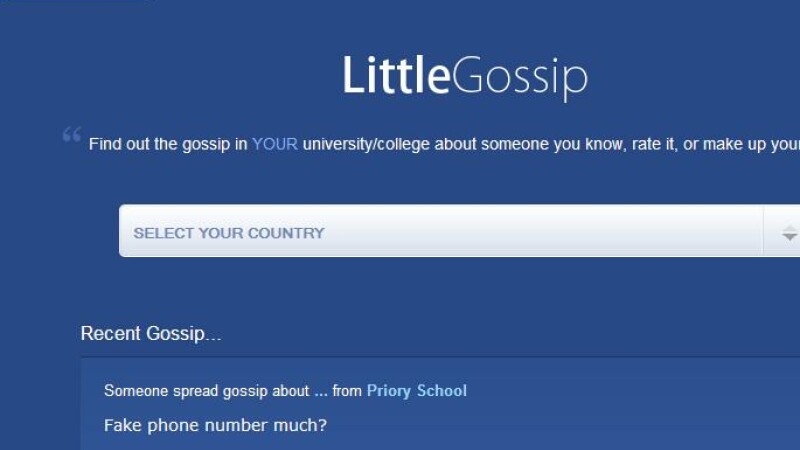 LittleGossip
“ Find out the gossip in YOUR university/college about someone you know, rate it, or make up your
SELECT YOUR COUNTRY
Recent Gossip...
Someone spread gossip about ... from Priory School
Fake phone number much?